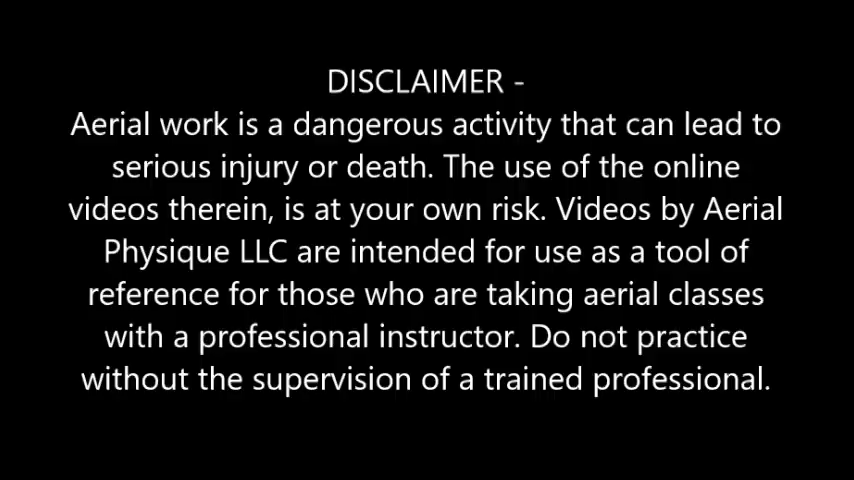 DISCLAIMER -
Aerial work is a dangerous activity that can lead to
serious injury or death. The use of the online
videos therein, is at your own risk. Videos by Aerial
Physique LLC are intended for use as a tool of
reference for those who are taking aerial classes
with a professional instructor. Do not practice
without the supervision of a trained professional.